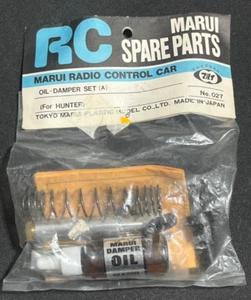 RC
MARUI
SPARE PARTS
MARUI RADIO CONTROL CAR
OIL-DAMPER SET (A)
(For HUNTER)
No. 027
TOKYO MARUI PLASTIC MODEL CO.,LTD. MADE IN JAPAN
MARUI
DAMPER
OIL